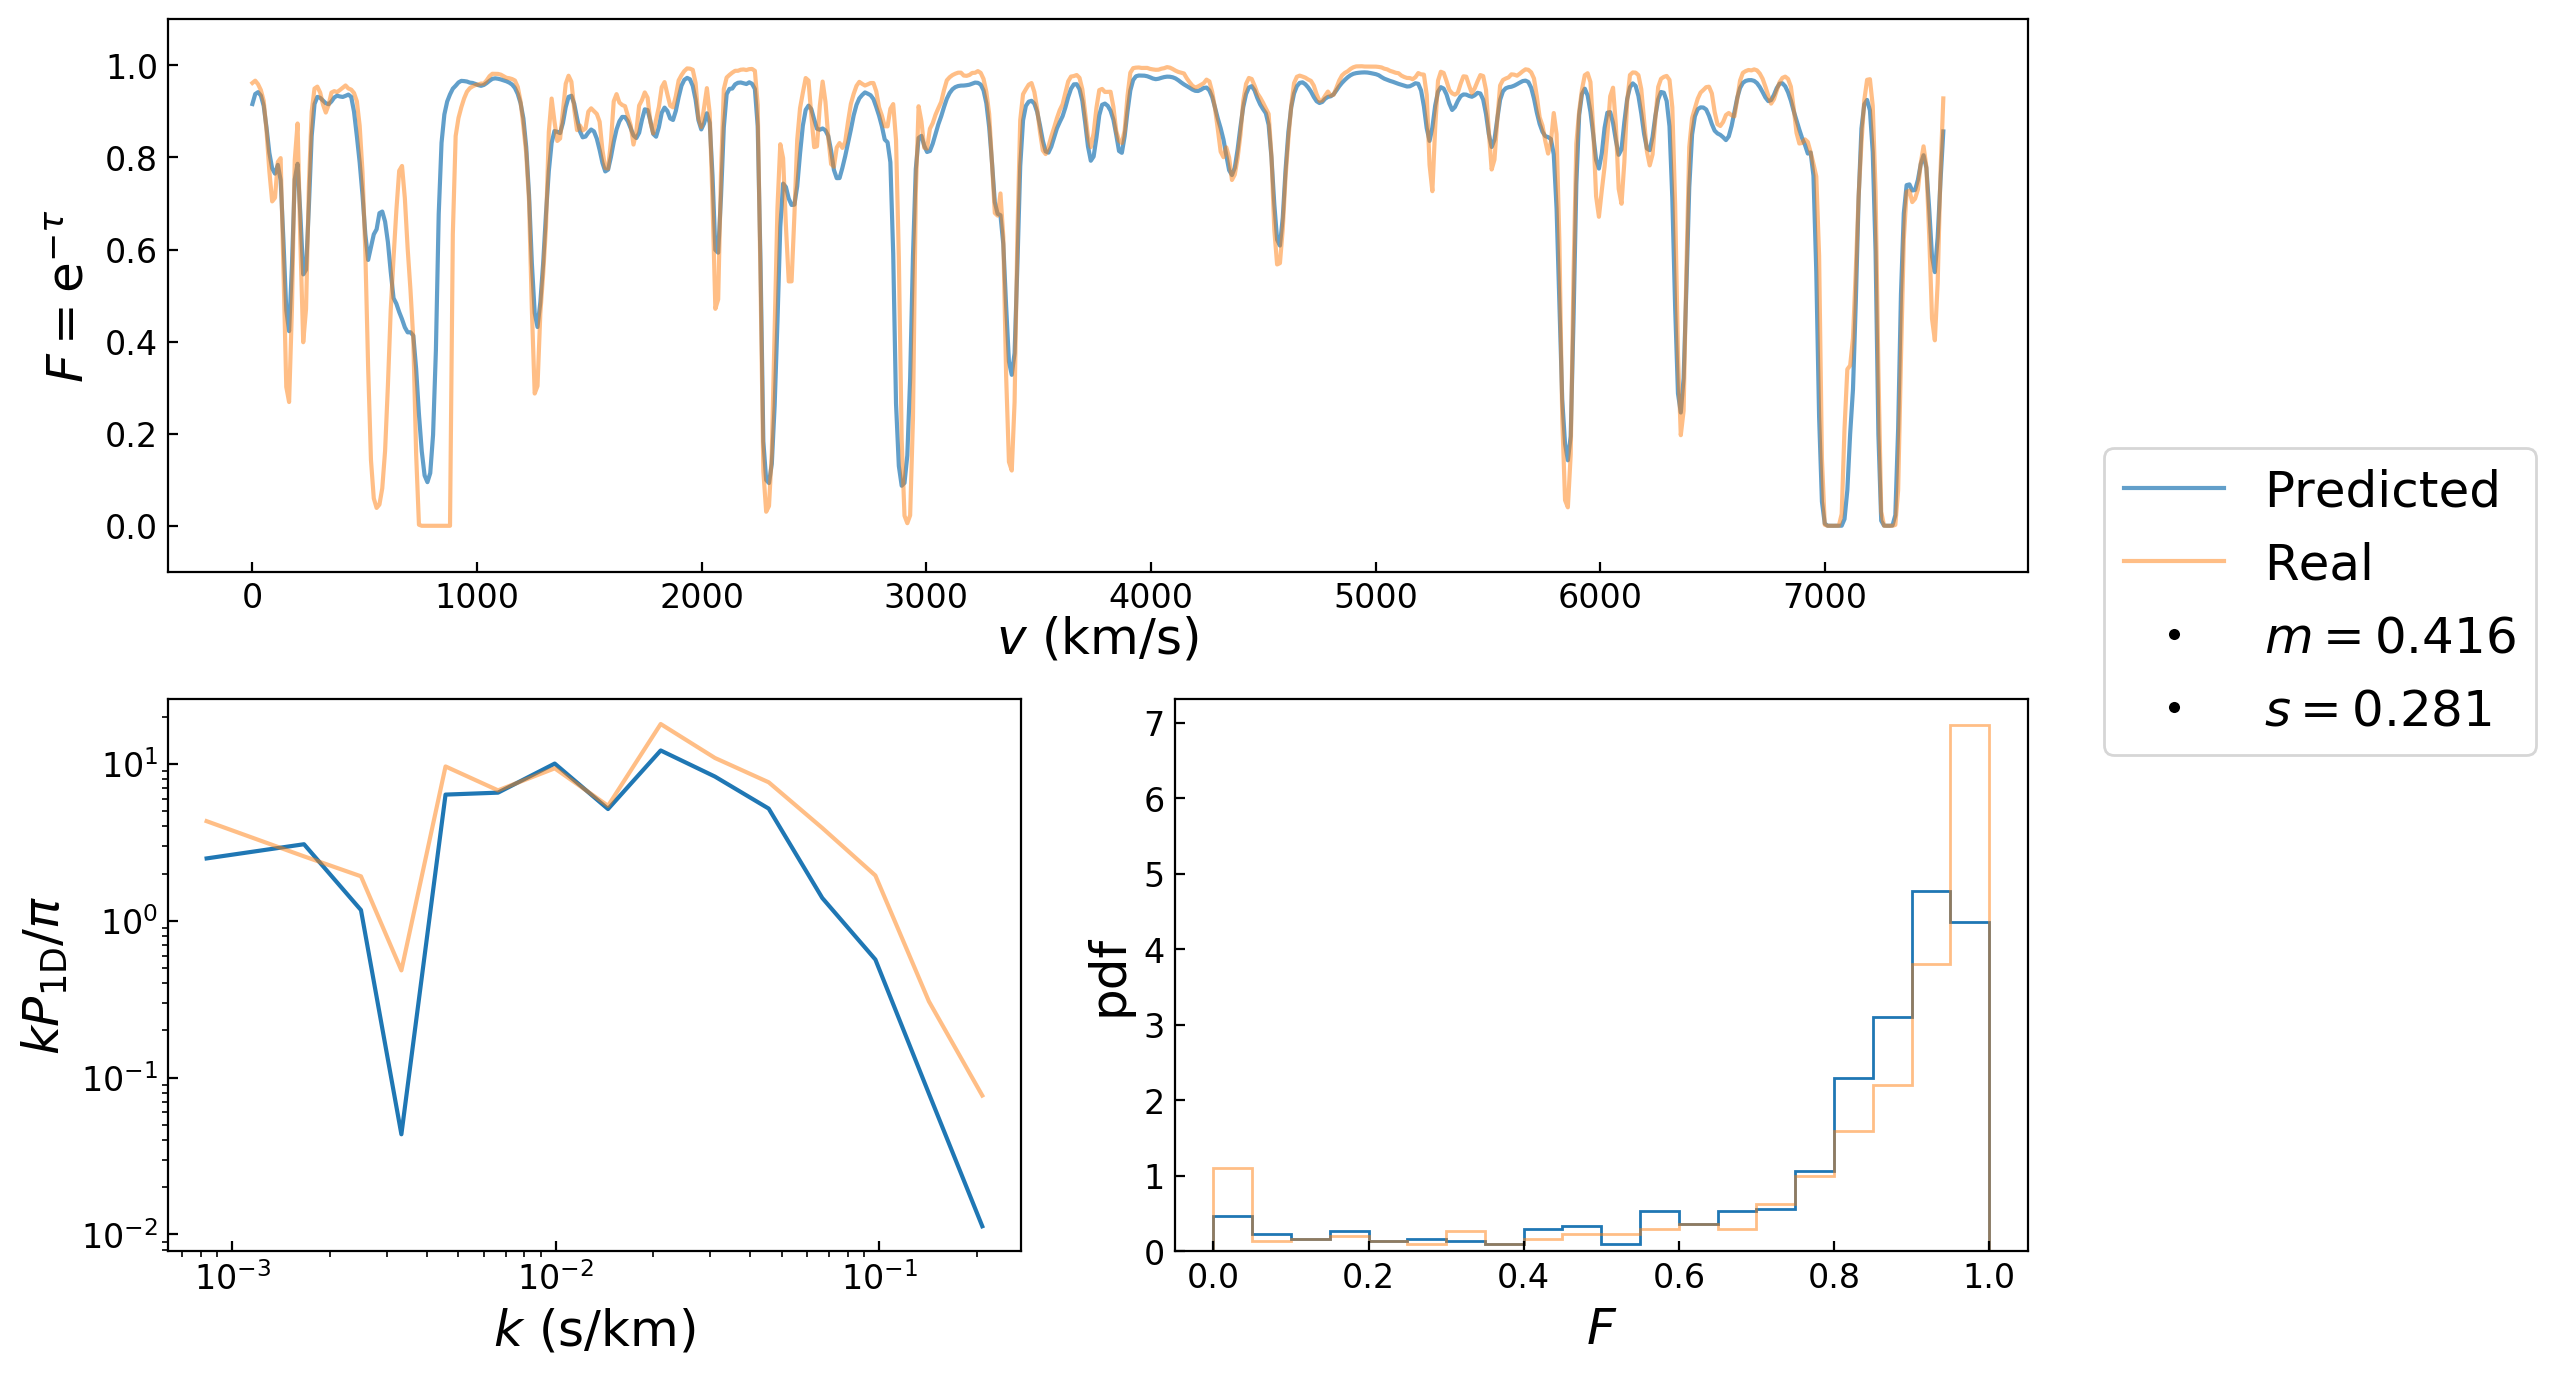 1.0
0.8
0.6
0.4
0.2
0.0
F = e^{-τ}
0 1000 2000 3000 4000 5000 6000 7000
v (km/s)
Predicted
Real
m = 0.416
s = 0.281
10^1
10^0
10^{-1}
10^{-2}
kP_{1D}/π
10^{-3} 10^{-2} 10^{-1}
k (s/km)
7
6
5
4
3
2
1
0
pdf
0.0 0.2 0.4 0.6 0.8 1.0
F